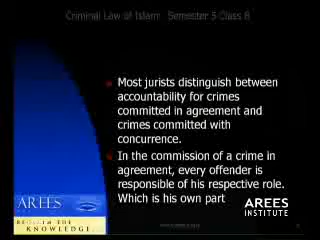 Criminal Law of Islam Semester 5 Class 8
Most jurists distinguish between
accountability for crimes
committed in agreement and
crimes committed with
concurrence.
In the commission of a crime in
agreement, every offender is
responsible of his respective role.
Which is his own part
AREES
INSTITUTE
AREES
THE
KNOWLEDGE